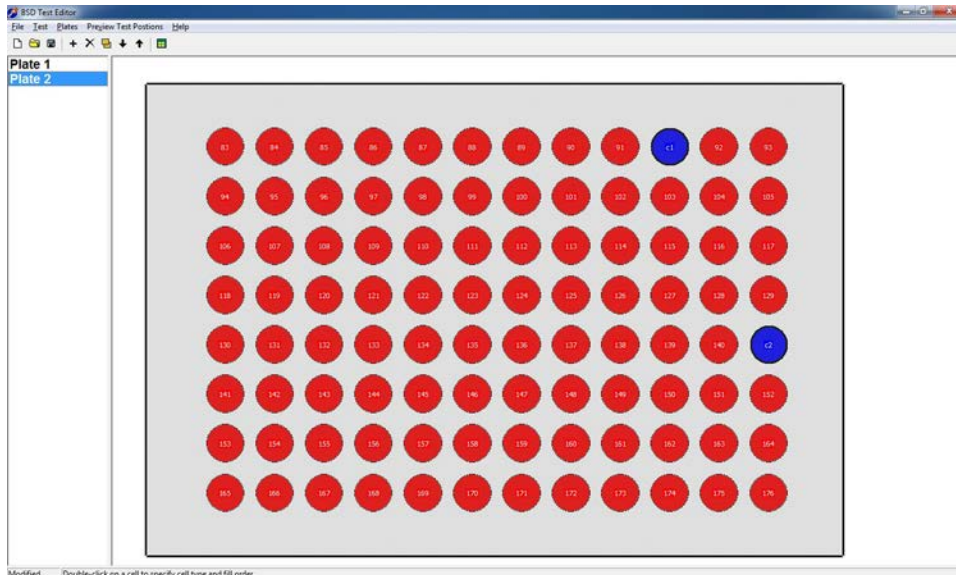 BSD Test Editor
File Test Plates Preview Test Postions Help
Plate 1
Plate 2
83 84 85 86 87 88 89 90 91 c1 92 93
94 95 96 97 98 99 100 101 102 103 104 105
106 107 108 109 110 111 112 113 114 115 116 117
118 119 120 121 122 123 124 125 126 127 128 129
130 131 132 133 134 135 136 137 138 139 140 c2
141 142 143 144 145 146 147 148 149 150 151 152
153 154 155 156 157 158 159 160 161 162 163 164
165 166 167 168 169 170 171 172 173 174 175 176
Modified Double-click on a cell to specify cell type and fill order